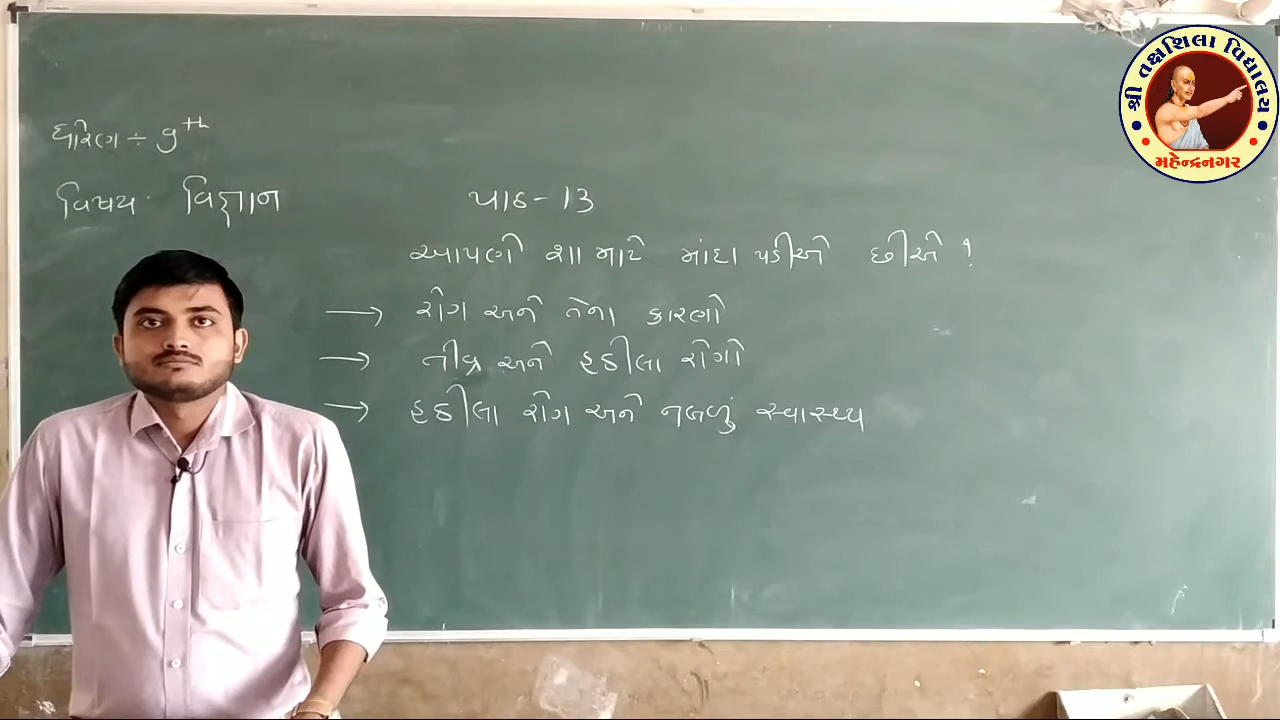 શ્રી તક્ષશિલા વિદ્યાલય
મહેન્દ્રનગર
ધોરણ ÷ 9th
વિષય - વિજ્ઞાન
પાઠ - 13
આપણે શા માટે માંદા પડીએ છીએ ?
→ રોગ અને તેના કારણો
→ તીવ્ર અને હઠીલા રોગો
→ હઠીલા રોગ અને નબળું સ્વાસ્થ્ય